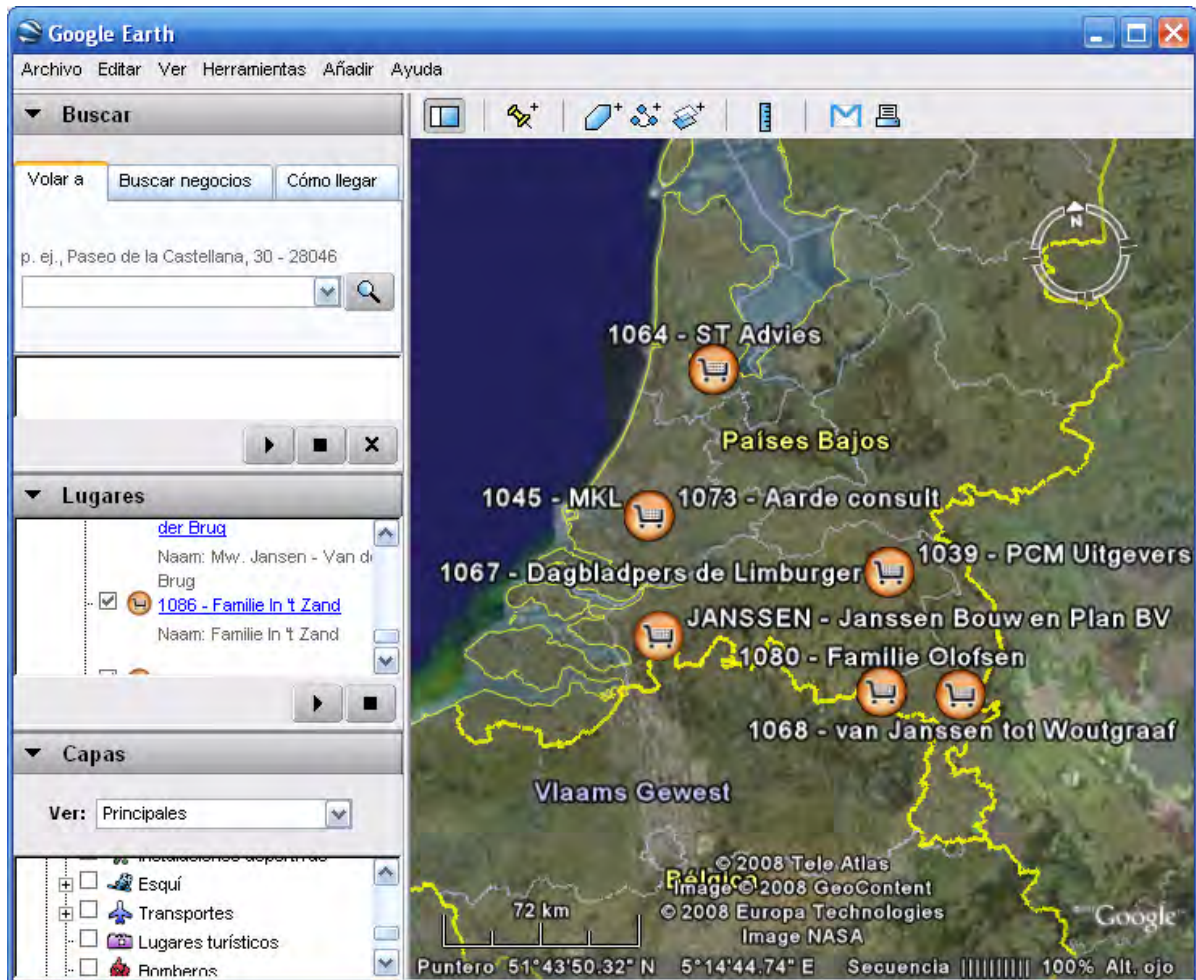 Google Earth
Archivo Editar Ver Herramientas Añadir Ayuda
Buscar
Volar a Buscar negocios Cómo llegar
p. ej., Paseo de la Castellana, 30 - 28046
Lugares
der Brug
Naam: Mw. Jansen - Van de
Brug
1086 - Familie In 't Zand
Naam: Familie In 't Zand
Capas
Ver: Principales
Instalaciones deportivas
Esquí
Transportes
Lugares turísticos
Bomberos
N
1064 - ST Advies
Países Bajos
1045 - MKL 1073 - Aarde consult
1039 - PCM Uitgevers
1067 - Dagbladpers de Limburger
JANSSEN - Janssen Bouw en Plan BV
1080 - Familie Olofsen
1068 - van Janssen tot Woutgraaf
Vlaams Gewest
Bélgica
© 2008 Tele Atlas
Image © 2008 GeoContent
© 2008 Europa Technologies
Image NASA
72 km
Google
Puntero 51°43'50.32" N 5°14'44.74" E Secuencia 100% Alt. ojo